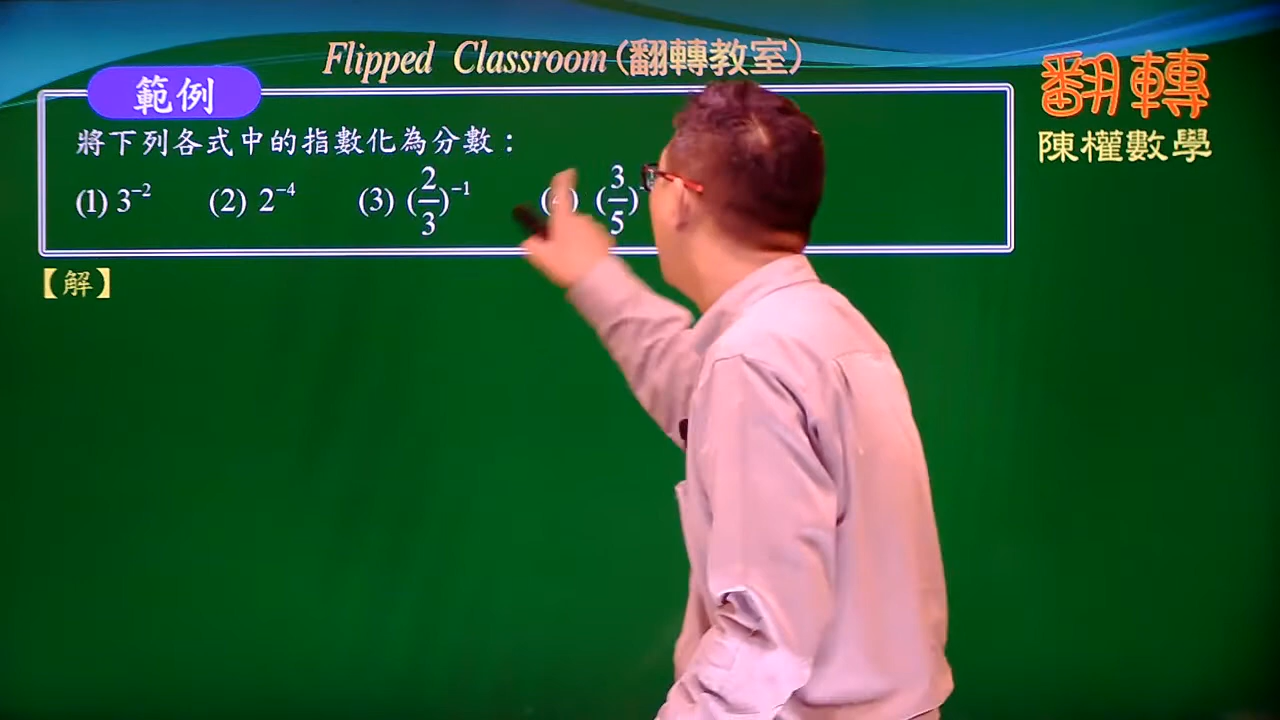 Flipped Classroom (翻轉教室)
翻轉
陳權數學
範例
將下列各式中的指數化為分數：
(1) 3⁻² (2) 2⁻⁴ (3) (2/3)⁻¹ (4) (3/5)
【解】